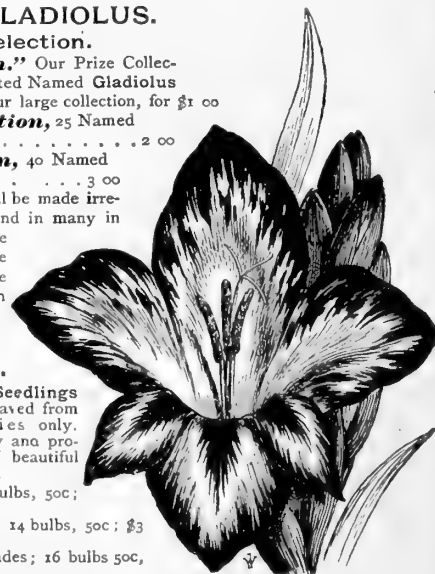 LADIOLUS.
election.
n." Our Prize Collec-
ted Named Gladiolus
ur large collection, for $1 00
tion, 25 Named
. . . . . . . . . . . . 2 00
n, 40 Named
. . . . . 3 00
l be made irre-
nd in many in
e
e
e
n
.
Seedlings
aved from
ies only.
y and pro-
beautiful
ulbs, 50c;
14 bulbs, 50c; $3
des; 16 bulbs 50c,